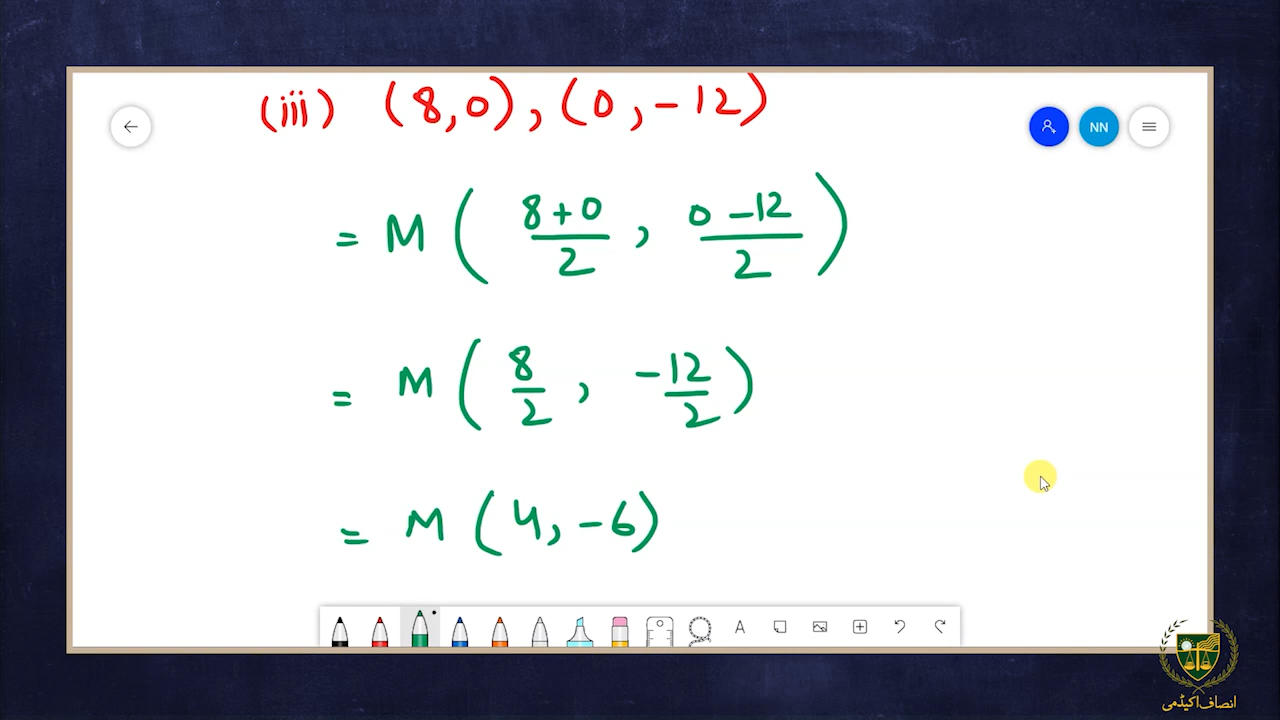 (iii) (8,0), (0, -12)
NN
= M ( 8+0/2 , 0-12/2 )
= M ( 8/2 , -12/2 )
= M (4, -6)
A
انصاف اکیڈمی